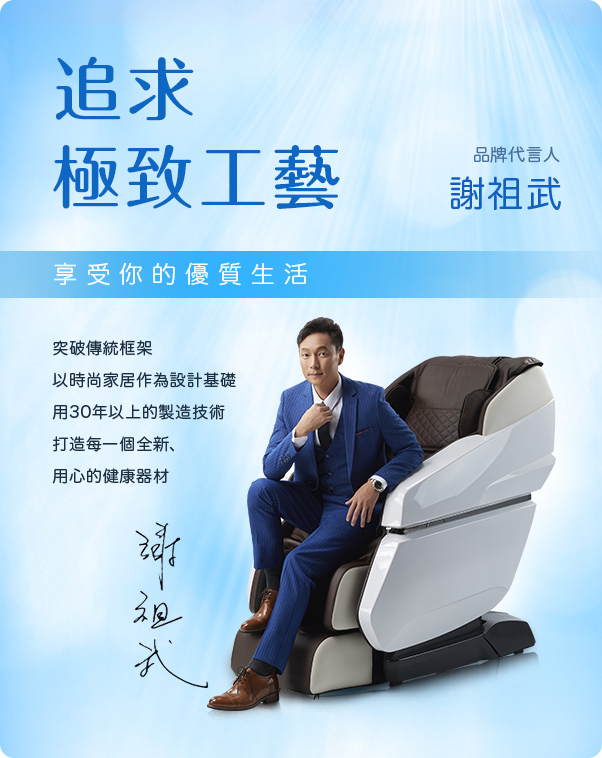 追求
極致工藝
品牌代言人
謝祖武
享受你的優質生活
突破傳統框架
以時尚家居作為設計基礎
用30年以上的製造技術
打造每一個全新、
用心的健康器材
謝
祖
武